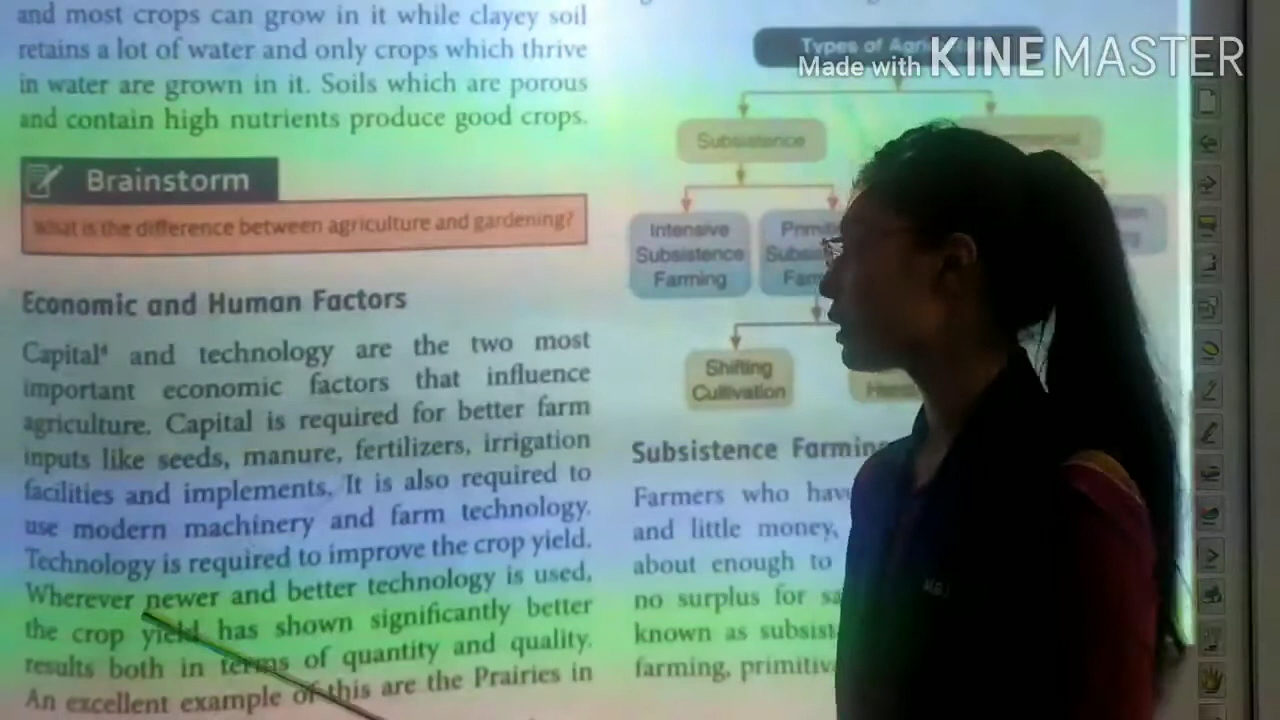 and most crops can grow in it while clayey soil
retains a lot of water and only crops which thrive
in water are grown in it. Soils which are porous
and contain high nutrients produce good crops.
Brainstorm
What is the difference between agriculture and gardening?
Economic and Human Factors
Capital⁴ and technology are the two most
important economic factors that influence
agriculture. Capital is required for better farm
inputs like seeds, manure, fertilizers, irrigation
facilities and implements. It is also required to
use modern machinery and farm technology.
Technology is required to improve the crop yield.
Wherever newer and better technology is used,
the crop yield has shown significantly better
results both in terms of quantity and quality.
An excellent example of this are the Prairies in
Types of
Made with KINEMASTER
Subsistence
Intensive
Subsistence
Farming
Shifting
Cultivation
Subsistence Farming
Farmers who have
and little money,
about enough to
no surplus for
known as
farming,